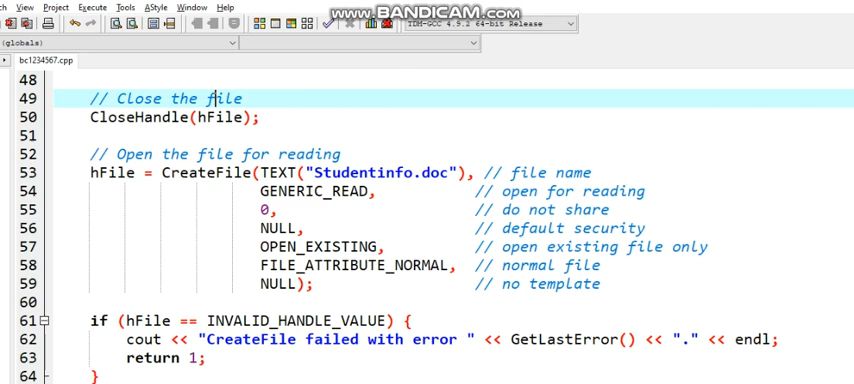 ch View Project Execute Tools AStyle Window Help
WWW.BANDICAM.COM
TDM-GCC 4.9.2 64-bit Release
(globals)
bc1234567.cpp
48
49 // Close the file
50 CloseHandle(hFile);
51
52 // Open the file for reading
53 hFile = CreateFile(TEXT("Studentinfo.doc"), // file name
54 GENERIC_READ, // open for reading
55 0, // do not share
56 NULL, // default security
57 OPEN_EXISTING, // open existing file only
58 FILE_ATTRIBUTE_NORMAL, // normal file
59 NULL); // no template
60
61 if (hFile == INVALID_HANDLE_VALUE) {
62 cout << "CreateFile failed with error " << GetLastError() << "." << endl;
63 return 1;
64 }